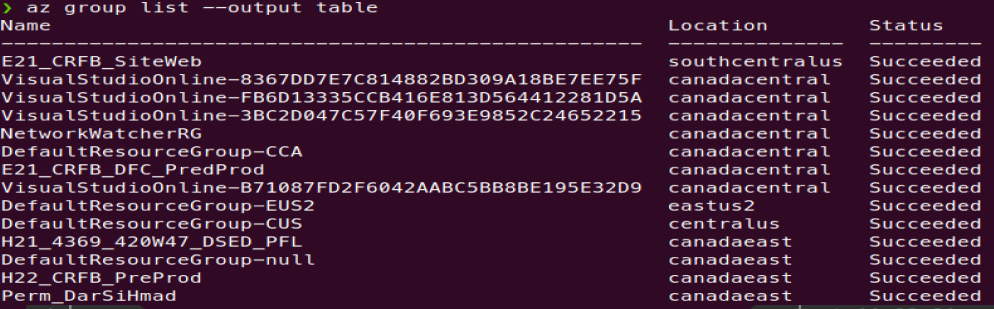 ❯ az group list --output table
Name Location Status
--------------------------------------------------- -------------- ---------
E21_CRFB_SiteWeb southcentralus Succeeded
VisualStudioOnline-8367DD7E7C814882BD309A18BE7EE75F canadacentral Succeeded
VisualStudioOnline-FB6D13335CCB416E813D564412281D5A canadacentral Succeeded
VisualStudioOnline-3BC2D047C57F40F693E9852C24652215 canadacentral Succeeded
NetworkWatcherRG canadacentral Succeeded
DefaultResourceGroup-CCA canadacentral Succeeded
E21_CRFB_DFC_PredProd canadacentral Succeeded
VisualStudioOnline-B71087FD2F6042AABC5BB8BE195E32D9 canadacentral Succeeded
DefaultResourceGroup-EUS2 eastus2 Succeeded
DefaultResourceGroup-CUS centralus Succeeded
H21_4369_420W47_DSED_PFL canadaeast Succeeded
DefaultResourceGroup-null canadaeast Succeeded
H22_CRFB_PreProd canadaeast Succeeded
Perm_DarSiHmad canadaeast Succeeded